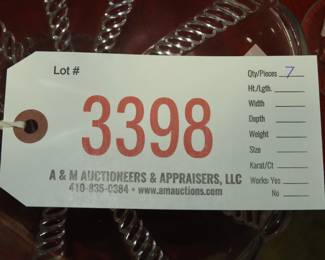 Lot #
3398
A & M AUCTIONEERS & APPRAISERS, LLC
410-835-0384 • www.amauctions.com
Qty/Pieces 7
Ht./Lgth.
Width
Depth
Weight
Size
Karat/Ct
Works: Yes
No